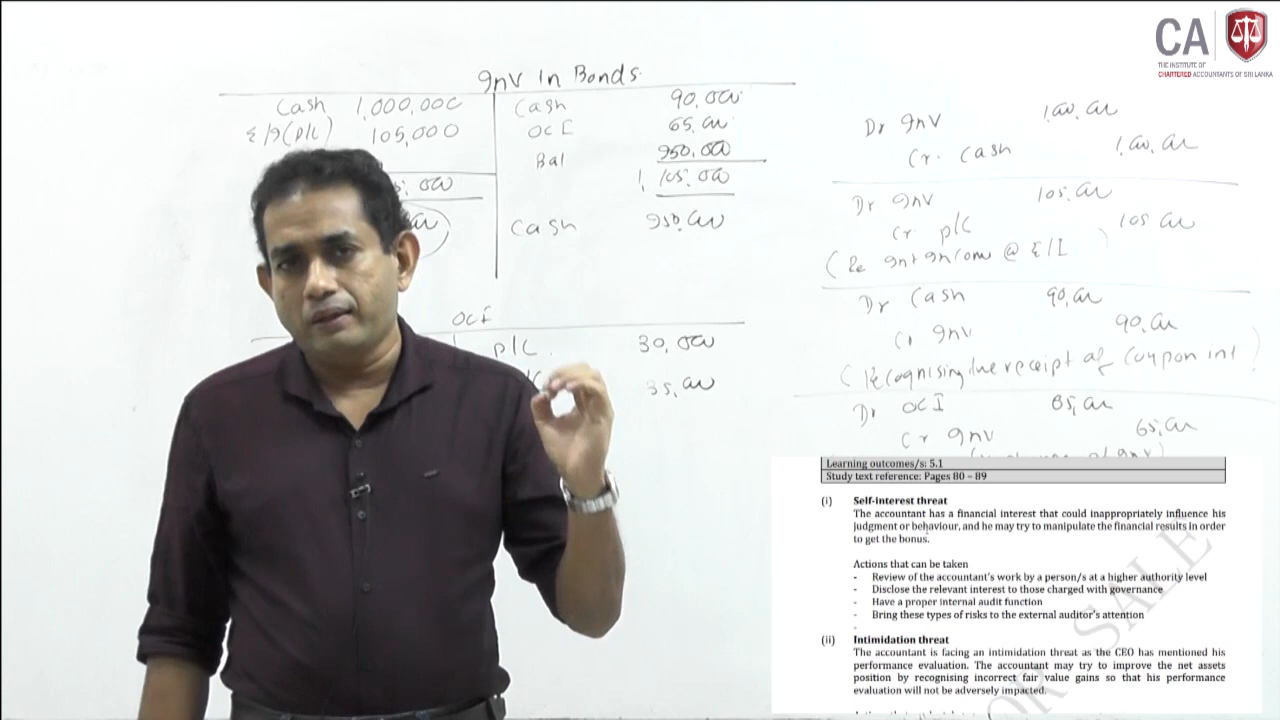 CA
THE INSTITUTE OF
CHARTERED ACCOUNTANTS OF SRI LANKA
Inv In Bonds
Cash 1,000,000 Cash 90,000
E/I (P/L) 105,000 OCI 65,000
Bal 950,000
1,105,000
Cash 950,000
OCI
P/L 30,000
35,000
Dr Inv
Cr. Cash
Dr Inv 105,000
Cr P/L 105,000
(Re Int Income @ E/I)
Dr Cash 90,000
Cr Inv 90,000
(Recognising the receipt of Coupon int)
Dr OCI 65,000
Cr Inv 65,000
Learning outcomes/s: 5.1
Study text reference: Pages 80 – 89
(i) Self-interest threat
The accountant has a financial interest that could inappropriately influence his
judgment or behaviour, and he may try to manipulate the financial results in order
to get the bonus.
Actions that can be taken
- Review of the accountant's work by a person/s at a higher authority level
- Disclose the relevant interest to those charged with governance
- Have a proper internal audit function
- Bring these types of risks to the external auditor's attention
-
(ii) Intimidation threat
The accountant is facing an intimidation threat as the CEO has mentioned his
performance evaluation. The accountant may try to improve the net assets
position by recognising incorrect fair value gains so that his performance
evaluation will not be adversely impacted.
OR SALE